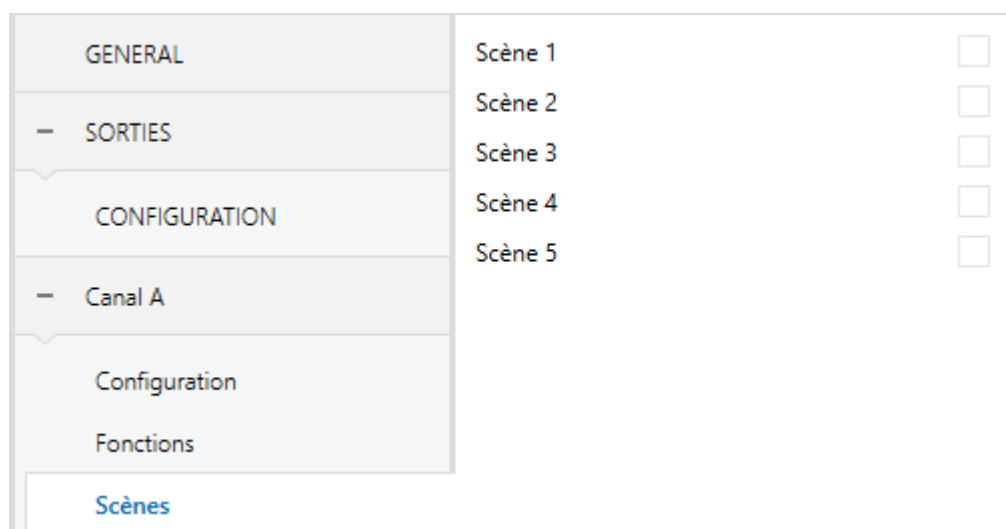 GENERAL
SORTIES
CONFIGURATION
Canal A
Configuration
Fonctions
Scènes
Scène 1
Scène 2
Scène 3
Scène 4
Scène 5